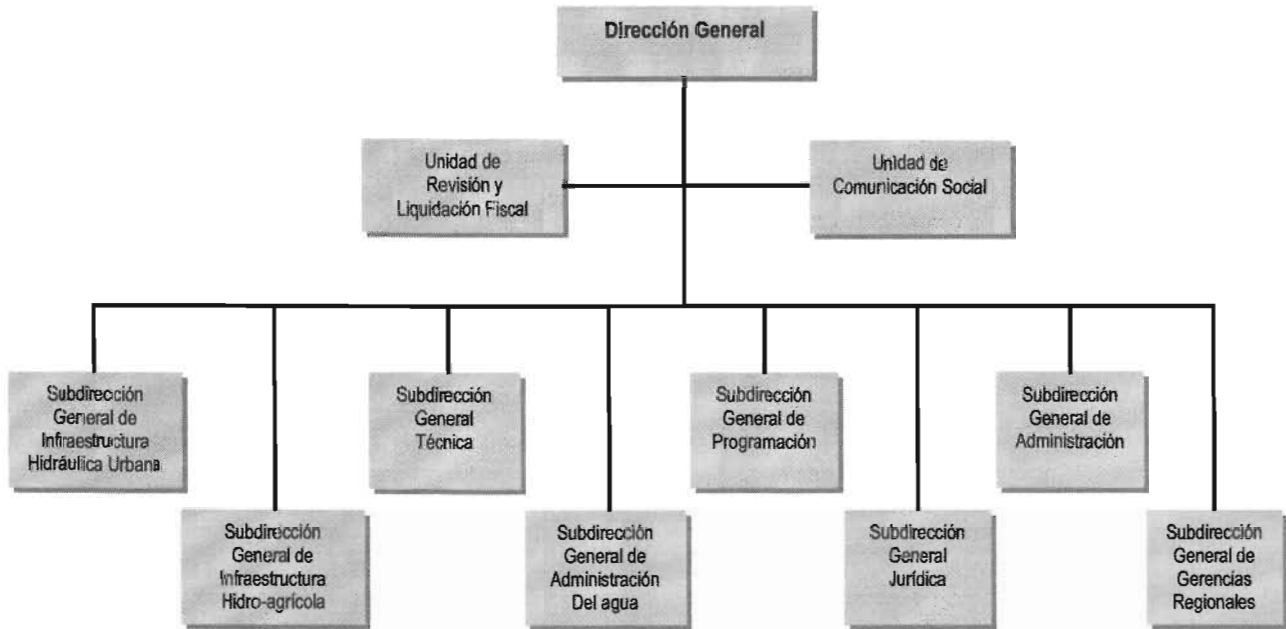 Dirección General
Unidad de
Revisión y
Liquidación Fiscal
Unidad de
Comunicación Social
Subdirección
General de
Infraestructura
Hidráulica Urbana
Subdirección
General
Técnica
Subdirección
General de
Programación
Subdirección
General de
Administración
Subdirección
General de
Infraestructura
Hidro-agrícola
Subdirección
General de
Administración
Del agua
Subdirección
General
Jurídica
Subdirección
General de
Gerencias
Regionales